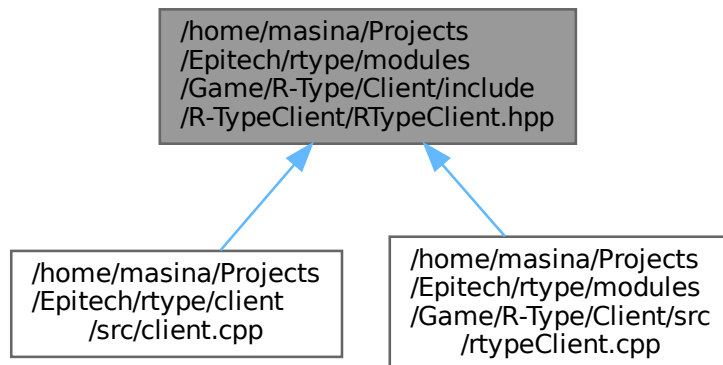 /home/masina/Projects
/Epitech/rtype/modules
/Game/R-Type/Client/include
/R-TypeClient/RTypeClient.hpp
/home/masina/Projects
/Epitech/rtype/client
/src/client.cpp
/home/masina/Projects
/Epitech/rtype/modules
/Game/R-Type/Client/src
/rtypeClient.cpp